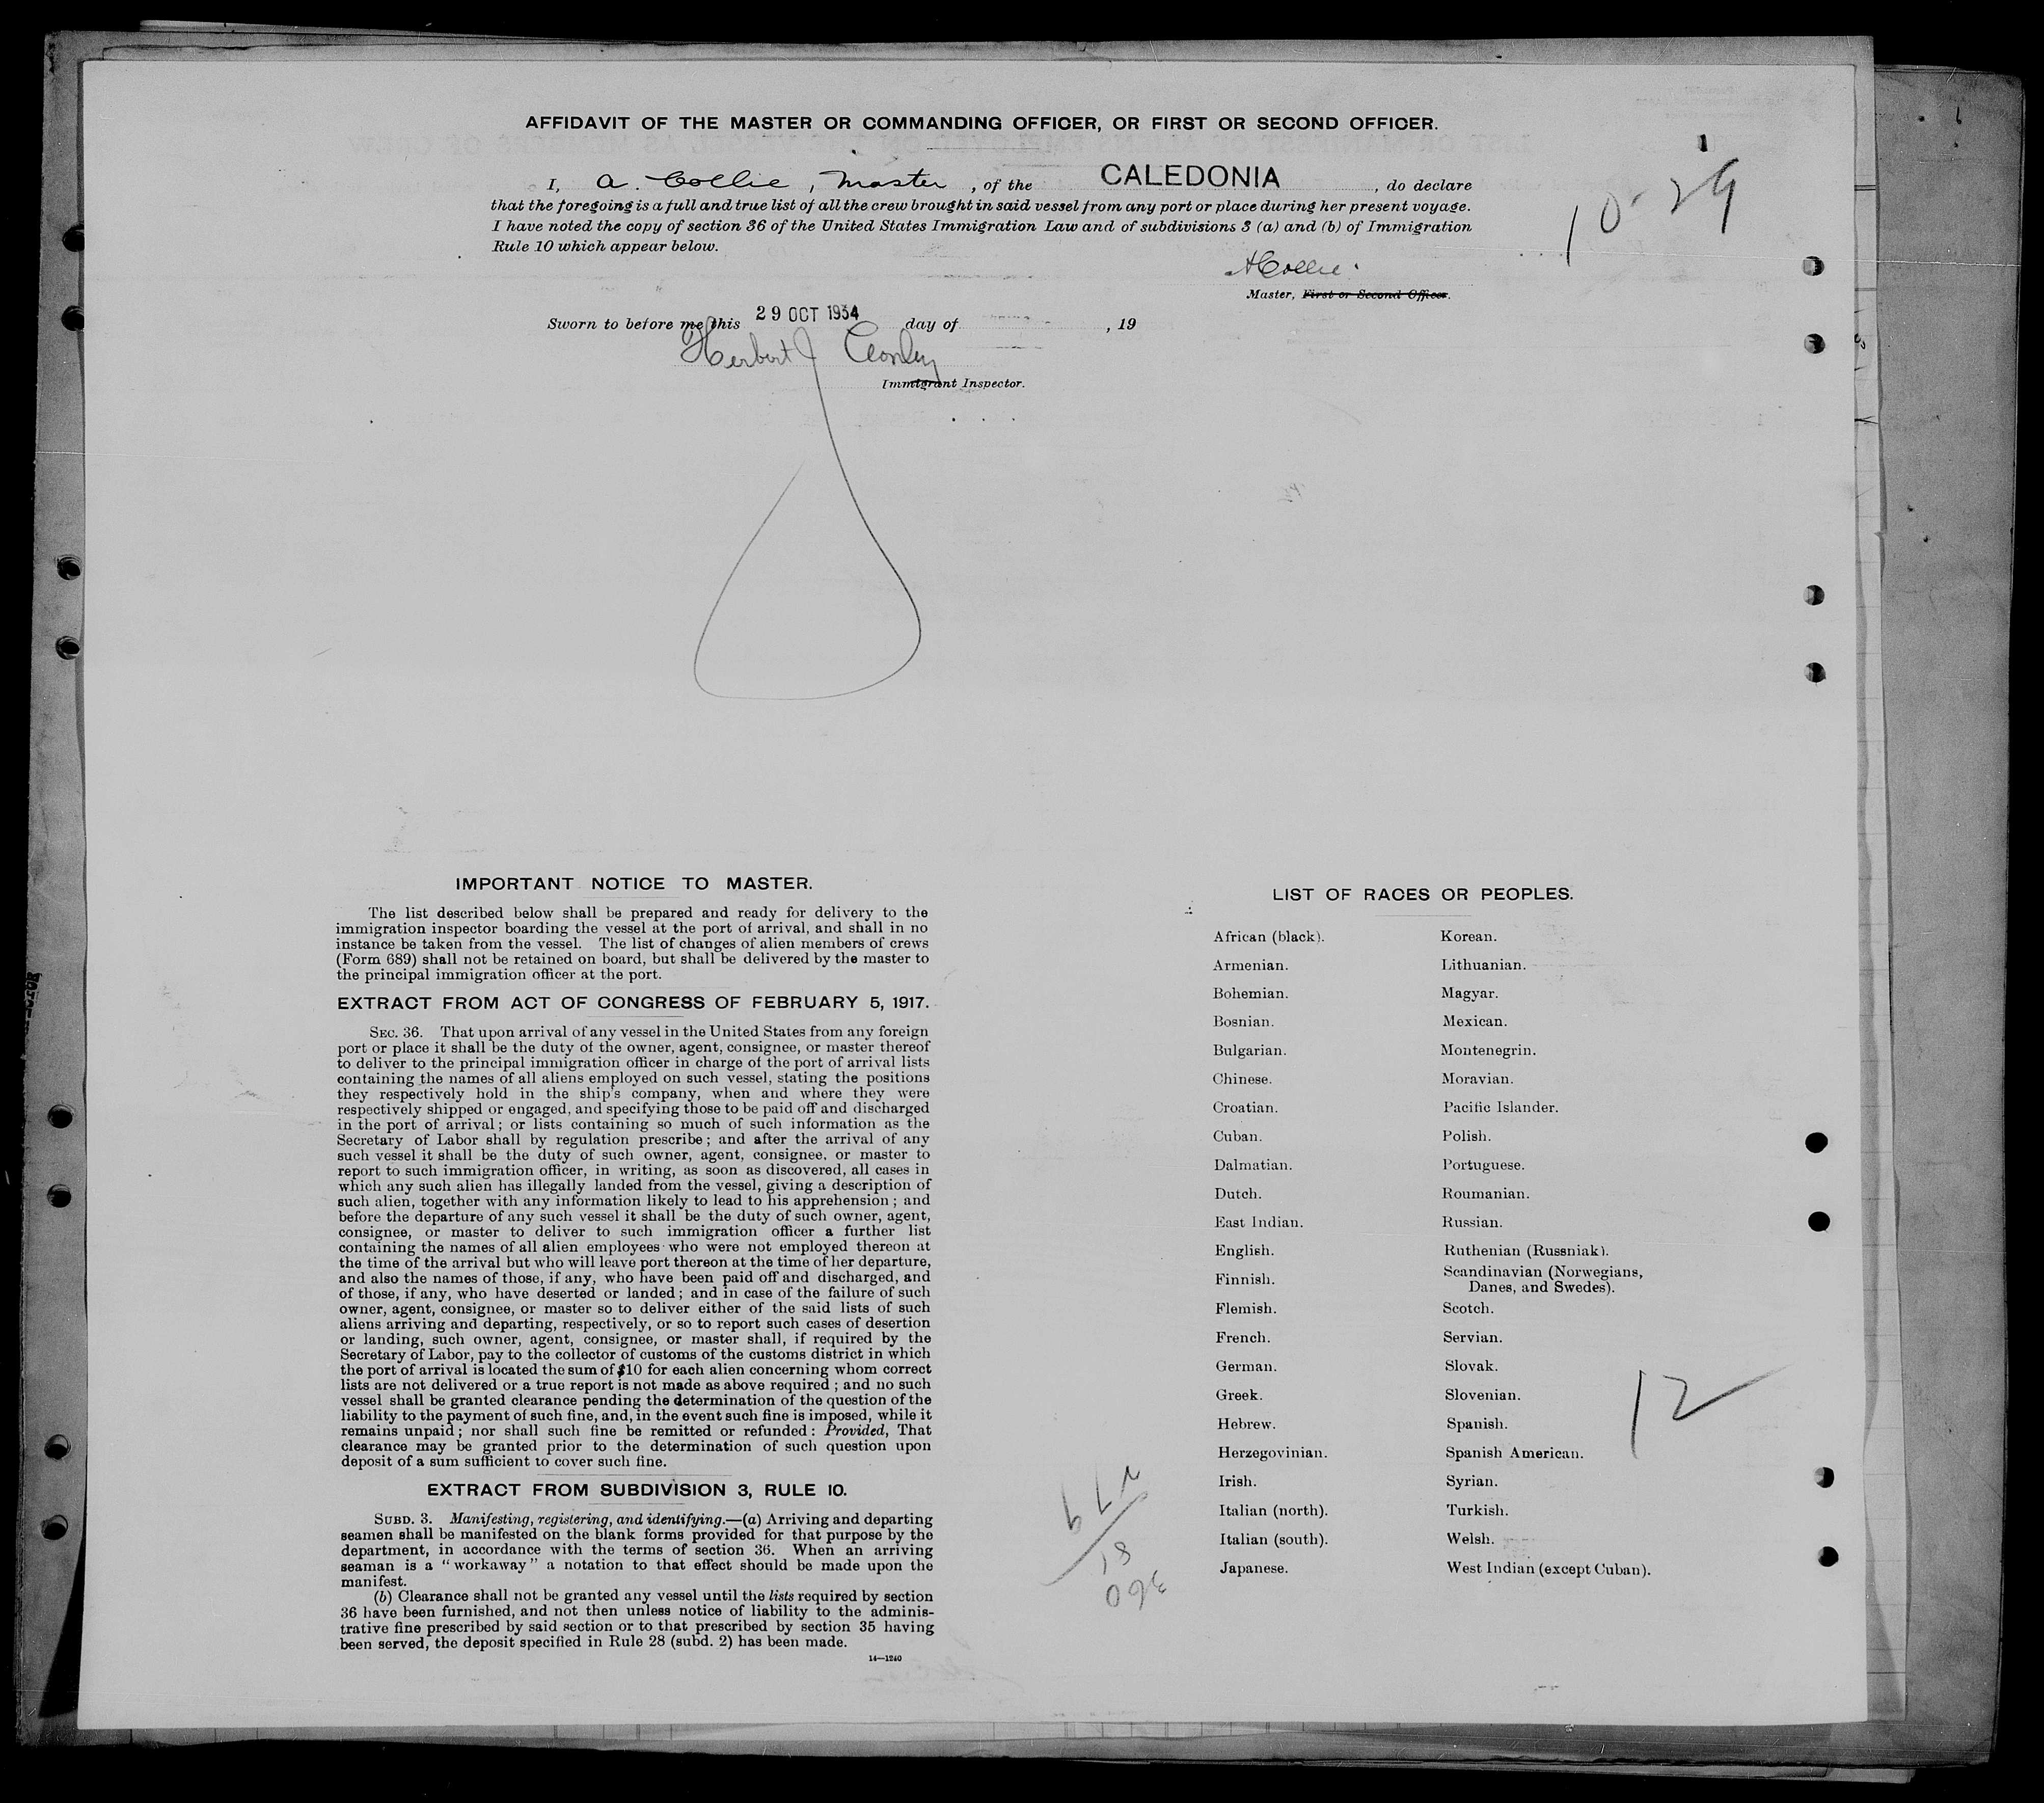 AFFIDAVIT OF THE MASTER OR COMMANDING OFFICER, OR FIRST OR SECOND OFFICER.
I, A. Collie, Master, of the CALEDONIA, do declare
that the foregoing is a full and true list of all the crew brought in said vessel from any port or place during her present voyage.
I have noted the copy of section 36 of the United States Immigration Law and of subdivisions 3 (a) and (b) of Immigration
Rule 10 which appear below.
10-29
ACollie.
Master, First or Second Officer.
Sworn to before me this 29 OCT 1934 day of , 19
Herbert J
Immigrant Inspector.
IMPORTANT NOTICE TO MASTER.
The list described below shall be prepared and ready for delivery to the
immigration inspector boarding the vessel at the port of arrival, and shall in no
instance be taken from the vessel. The list of changes of alien members of crews
(Form 689) shall not be retained on board, but shall be delivered by the master to
the principal immigration officer at the port.
EXTRACT FROM ACT OF CONGRESS OF FEBRUARY 5, 1917.
SEC. 36. That upon arrival of any vessel in the United States from any foreign
port or place it shall be the duty of the owner, agent, consignee, or master thereof
to deliver to the principal immigration officer in charge of the port of arrival lists
containing the names of all aliens employed on such vessel, stating the positions
they respectively hold in the ship's company, when and where they were
respectively shipped or engaged, and specifying those to be paid off and discharged
in the port of arrival; or lists containing so much of such information as the
Secretary of Labor shall by regulation prescribe; and after the arrival of any
such vessel it shall be the duty of such owner, agent, consignee, or master to
report to such immigration officer, in writing, as soon as discovered, all cases in
which any such alien has illegally landed from the vessel, giving a description of
such alien, together with any information likely to lead to his apprehension; and
before the departure of any such vessel it shall be the duty of such owner, agent,
consignee, or master to deliver to such immigration officer a further list
containing the names of all alien employees who were not employed thereon at
the time of the arrival but who will leave port thereon at the time of her departure,
and also the names of those, if any, who have been paid off and discharged, and
of those, if any, who have deserted or landed; and in case of the failure of such
owner, agent, consignee, or master so to deliver either of the said lists of such
aliens arriving and departing, respectively, or so to report such cases of desertion
or landing, such owner, agent, consignee, or master shall, if required by the
Secretary of Labor, pay to the collector of customs of the customs district in which
the port of arrival is located the sum of $10 for each alien concerning whom correct
lists are not delivered or a true report is not made as above required; and no such
vessel shall be granted clearance pending the determination of the question of the
liability to the payment of such fine, and, in the event such fine is imposed, while it
remains unpaid; nor shall such fine be remitted or refunded: Provided, That
clearance may be granted prior to the determination of such question upon
deposit of a sum sufficient to cover such fine.
EXTRACT FROM SUBDIVISION 3, RULE 10.
SUBD. 3. Manifesting, registering, and identifying.—(a) Arriving and departing
seamen shall be manifested on the blank forms provided for that purpose by the
department, in accordance with the terms of section 36. When an arriving
seaman is a "workaway" a notation to that effect should be made upon the
manifest.
(b) Clearance shall not be granted any vessel until the lists required by section
36 have been furnished, and not then unless notice of liability to the adminis-
trative fine prescribed by said section or to that prescribed by section 35 having
been served, the deposit specified in Rule 28 (subd. 2) has been made.
14—1240
LIST OF RACES OR PEOPLES.
African (black).
Armenian.
Bohemian.
Bosnian.
Bulgarian.
Chinese.
Croatian.
Cuban.
Dalmatian.
Dutch.
East Indian.
English.
Finnish.
Flemish.
French.
German.
Greek.
Hebrew.
Herzegovinian.
Irish.
Italian (north).
Italian (south).
Japanese.
Korean.
Lithuanian.
Magyar.
Mexican.
Montenegrin.
Moravian.
Pacific Islander.
Polish.
Portuguese.
Roumanian.
Russian.
Ruthenian (Russniak).
Scandinavian (Norwegians,
Danes, and Swedes).
Scotch.
Servian.
Slovak.
Slovenian.
Spanish.
Spanish American.
Syrian.
Turkish.
Welsh.
West Indian (except Cuban).
12
360
18